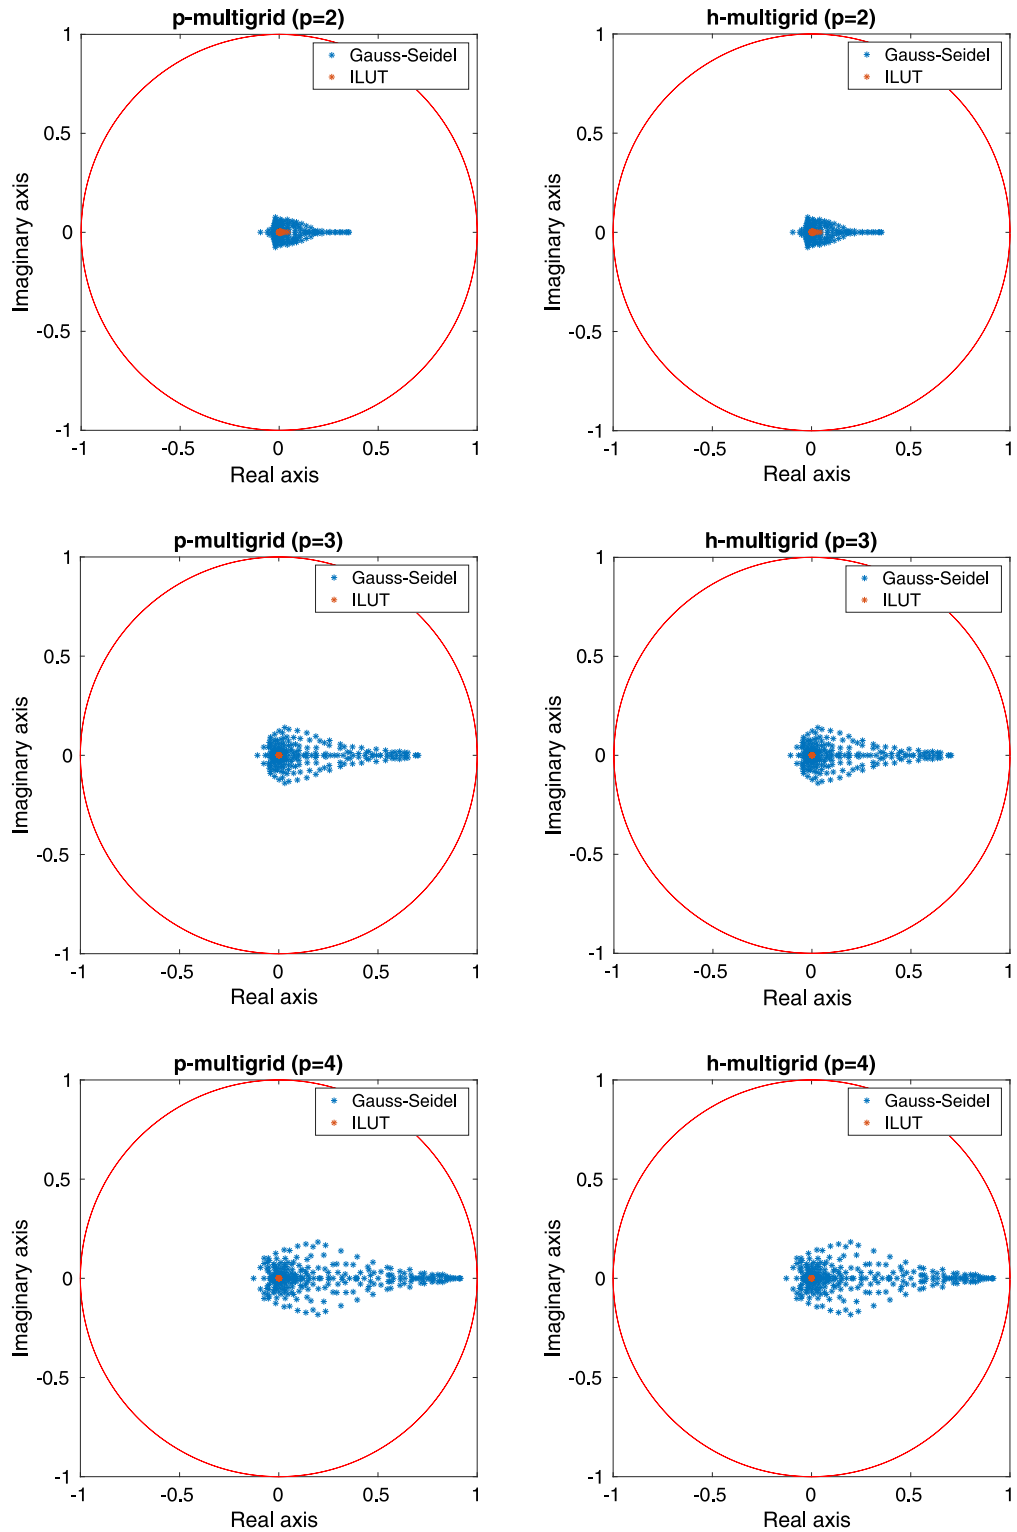 p-multigrid (p=2)
1
0.5
0
-0.5
-1
Imaginary axis
Gauss-Seidel
ILUT
-1 -0.5 0 0.5 1
Real axis
h-multigrid (p=2)
1
0.5
0
-0.5
-1
Imaginary axis
Gauss-Seidel
ILUT
-1 -0.5 0 0.5 1
Real axis
p-multigrid (p=3)
1
0.5
0
-0.5
-1
Imaginary axis
Gauss-Seidel
ILUT
-1 -0.5 0 0.5 1
Real axis
h-multigrid (p=3)
1
0.5
0
-0.5
-1
Imaginary axis
Gauss-Seidel
ILUT
-1 -0.5 0 0.5 1
Real axis
p-multigrid (p=4)
1
0.5
0
-0.5
-1
Imaginary axis
Gauss-Seidel
ILUT
-1 -0.5 0 0.5 1
Real axis
h-multigrid (p=4)
1
0.5
0
-0.5
-1
Imaginary axis
Gauss-Seidel
ILUT
-1 -0.5 0 0.5 1
Real axis